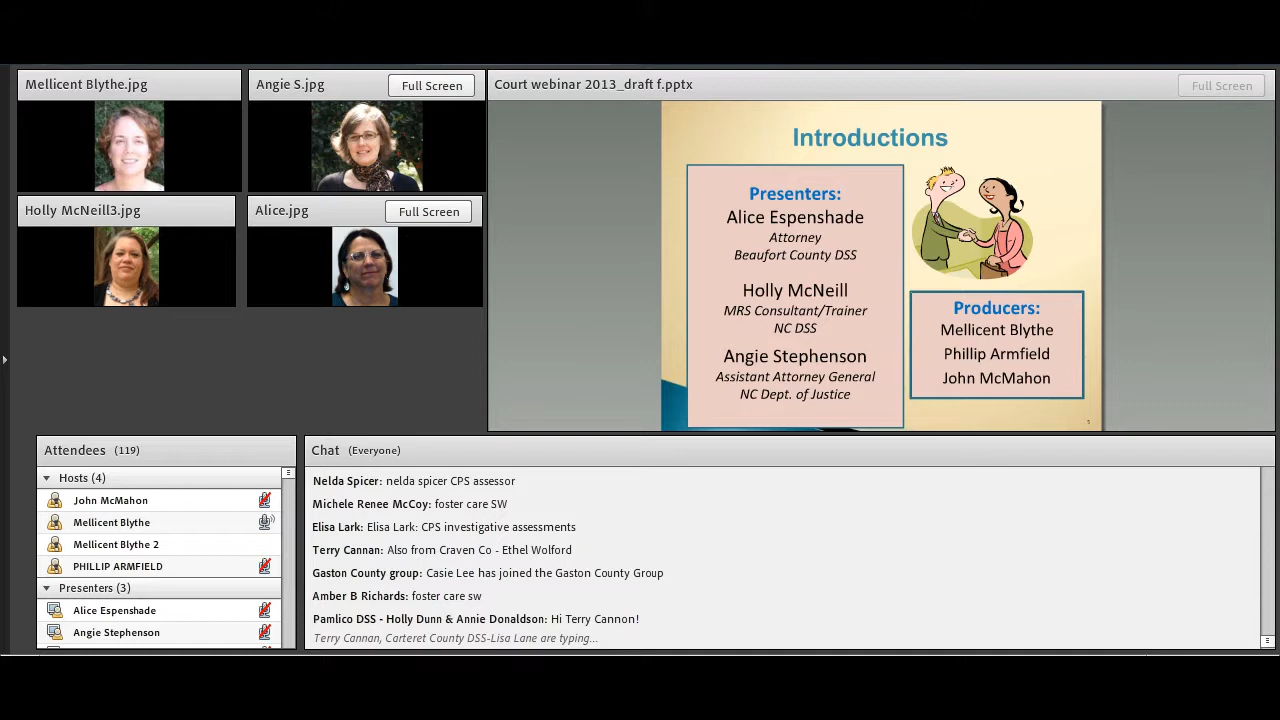 Mellicent Blythe.jpg
Angie S.jpg
Full Screen
Holly McNeill3.jpg
Alice.jpg
Full Screen
Court webinar 2013_draft f.pptx
Full Screen
Introductions
Presenters:
Alice Espenshade
Attorney
Beaufort County DSS
Holly McNeill
MRS Consultant/Trainer
NC DSS
Angie Stephenson
Assistant Attorney General
NC Dept. of Justice
Producers:
Mellicent Blythe
Phillip Armfield
John McMahon
5
Attendees (119)
Hosts (4)
John McMahon
Mellicent Blythe
Mellicent Blythe 2
PHILLIP ARMFIELD
Presenters (3)
Alice Espenshade
Angie Stephenson
Chat (Everyone)
Nelda Spicer: nelda spicer CPS assessor
Michele Renee McCoy: foster care SW
Elisa Lark: Elisa Lark: CPS investigative assessments
Terry Cannan: Also from Craven Co - Ethel Wolford
Gaston County group: Casie Lee has joined the Gaston County Group
Amber B Richards: foster care sw
Pamlico DSS - Holly Dunn & Annie Donaldson: Hi Terry Cannon!
Terry Cannan, Carteret County DSS-Lisa Lane are typing...